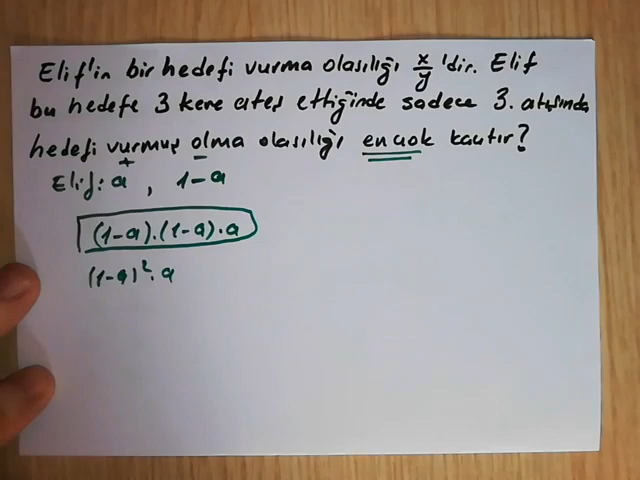 Elif'in bir hedefi vurma olasılığı x/y 'dir. Elif
bu hedefe 3 kere ateş ettiğinde sadece 3. atışında
hedefi vurmuş olma olasılığı en çok kaçtır?
+ -
Elif: a , 1-a
(1-a).(1-a).a
(1-a)².a